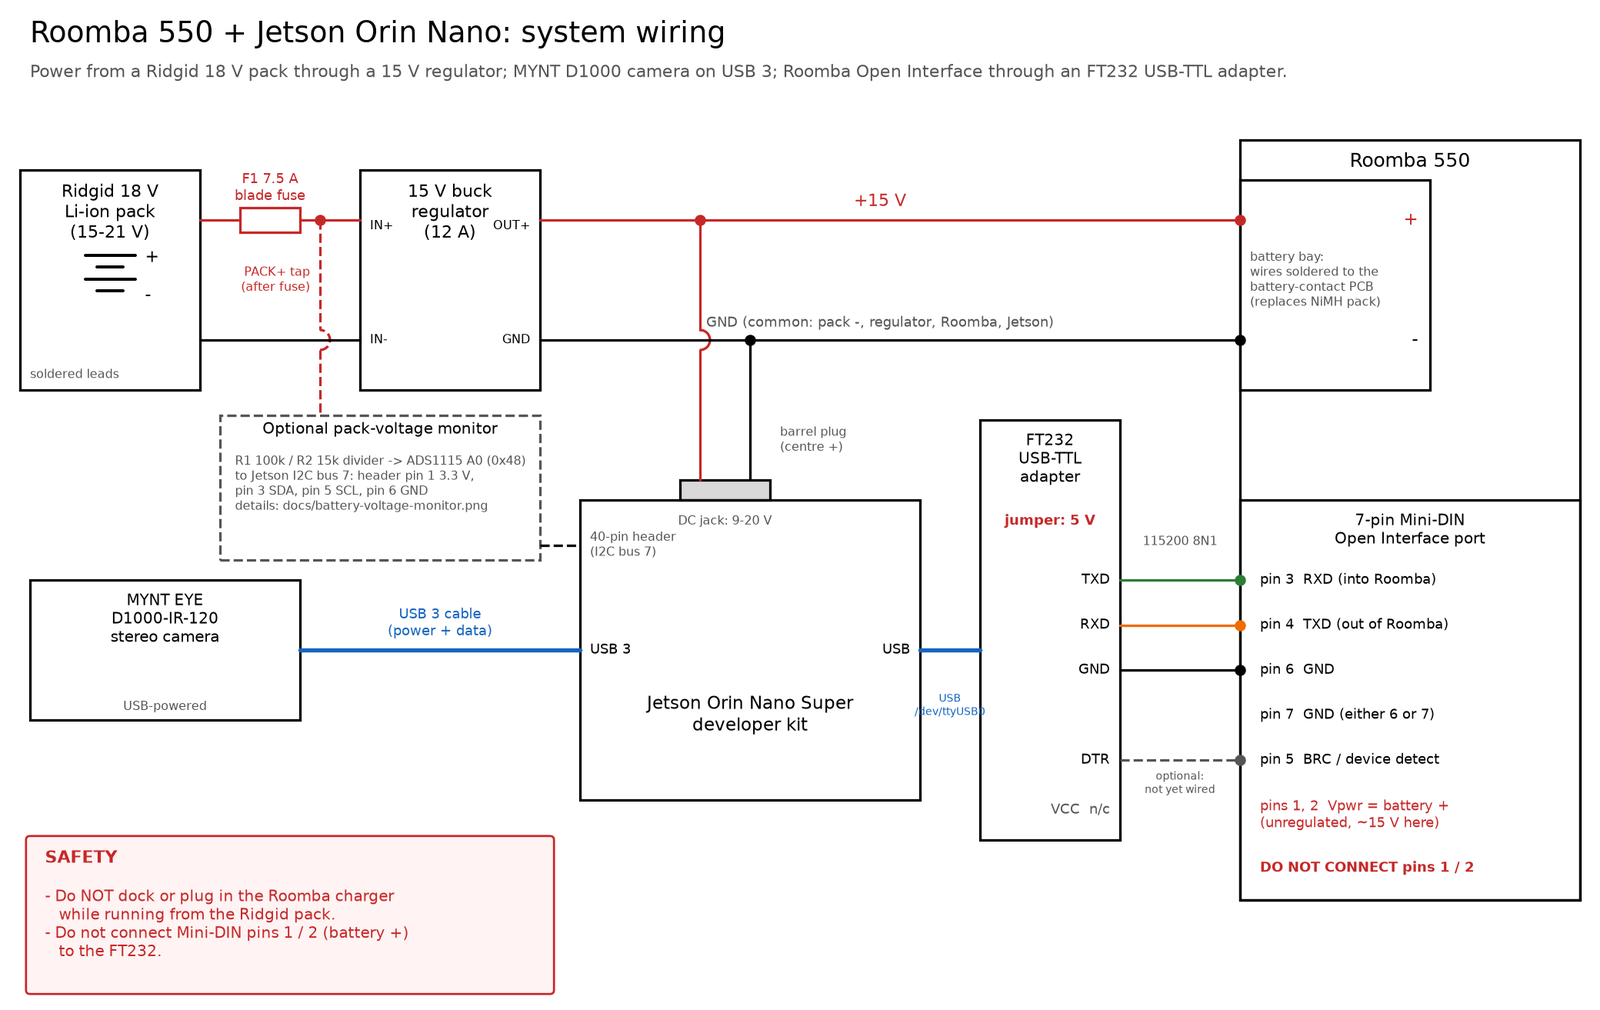 Roomba 550 + Jetson Orin Nano: system wiring
Power from a Ridgid 18 V pack through a 15 V regulator; MYNT D1000 camera on USB 3; Roomba Open Interface through an FT232 USB-TTL adapter.
Ridgid 18 V
Li-ion pack
(15-21 V)
+
-
soldered leads
F1 7.5 A
blade fuse
PACK+ tap
(after fuse)
15 V buck
regulator
(12 A)
IN+
OUT+
IN-
GND
+15 V
GND (common: pack -, regulator, Roomba, Jetson)
Roomba 550
+
battery bay:
wires soldered to the
battery-contact PCB
(replaces NiMH pack)
-
Optional pack-voltage monitor
R1 100k / R2 15k divider -> ADS1115 A0 (0x48)
to Jetson I2C bus 7: header pin 1 3.3 V,
pin 3 SDA, pin 5 SCL, pin 6 GND
details: docs/battery-voltage-monitor.png
barrel plug
(centre +)
DC jack: 9-20 V
40-pin header
(I2C bus 7)
USB 3
USB
Jetson Orin Nano Super
developer kit
MYNT EYE
D1000-IR-120
stereo camera
USB-powered
USB 3 cable
(power + data)
USB
/dev/ttyUSB0
FT232
USB-TTL
adapter
jumper: 5 V
TXD
RXD
GND
DTR
VCC n/c
115200 8N1
optional:
not yet wired
7-pin Mini-DIN
Open Interface port
pin 3 RXD (into Roomba)
pin 4 TXD (out of Roomba)
pin 6 GND
pin 7 GND (either 6 or 7)
pin 5 BRC / device detect
pins 1, 2 Vpwr = battery +
(unregulated, ~15 V here)
DO NOT CONNECT pins 1 / 2
SAFETY
- Do NOT dock or plug in the Roomba charger
while running from the Ridgid pack.
- Do not connect Mini-DIN pins 1 / 2 (battery +)
to the FT232.